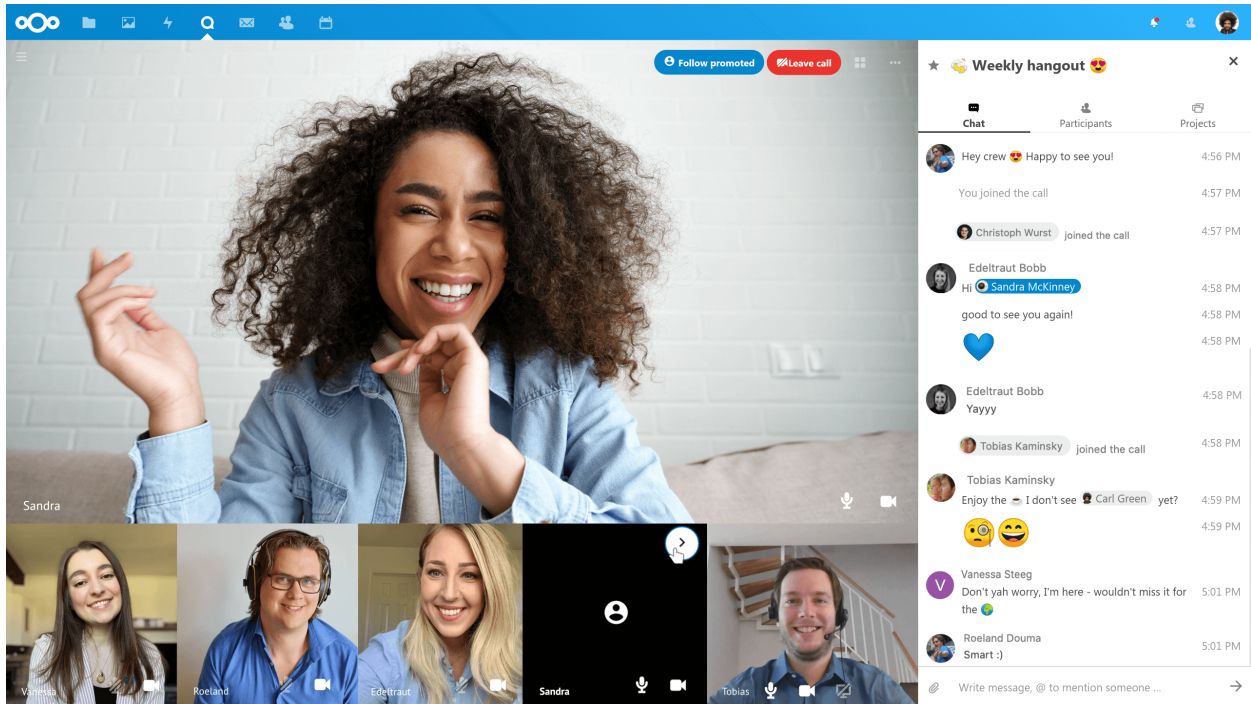 Follow promoted
Leave call
Weekly hangout
Chat
Participants
Projects
Hey crew 😍 Happy to see you! 4:56 PM
You joined the call 4:57 PM
Christoph Wurst joined the call 4:57 PM
Edeltraut Bobb
Hi Sandra McKinney 4:58 PM
good to see you again! 4:58 PM
💙 4:58 PM
Edeltraut Bobb
Yayyy 4:58 PM
Tobias Kaminsky joined the call 4:58 PM
Tobias Kaminsky
Enjoy the ☕ I don't see Carl Green yet? 4:59 PM
🧐😄 4:59 PM
V
Vanessa Steeg
Don't yah worry, I'm here - wouldn't miss it for 5:01 PM
the 🌍
Roeland Douma
Smart :) 5:01 PM
Write message, @ to mention someone ...
Sandra
Vanessa
Roeland
Edeltraut
Sandra
Tobias